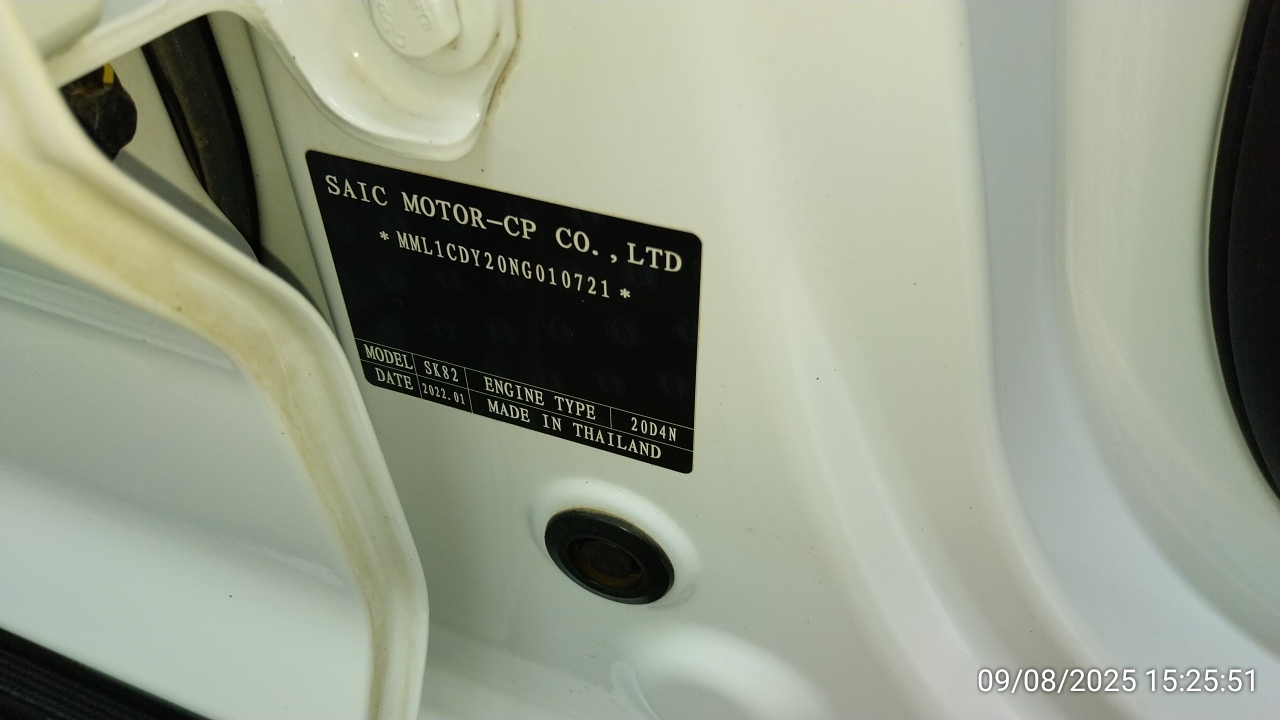 SAIC MOTOR-CP CO.,LTD
* MML1CDY20NG010721 *
MODEL SK82 ENGINE TYPE 20D4N
DATE 2022.01 MADE IN THAILAND
09/08/2025 15:25:51